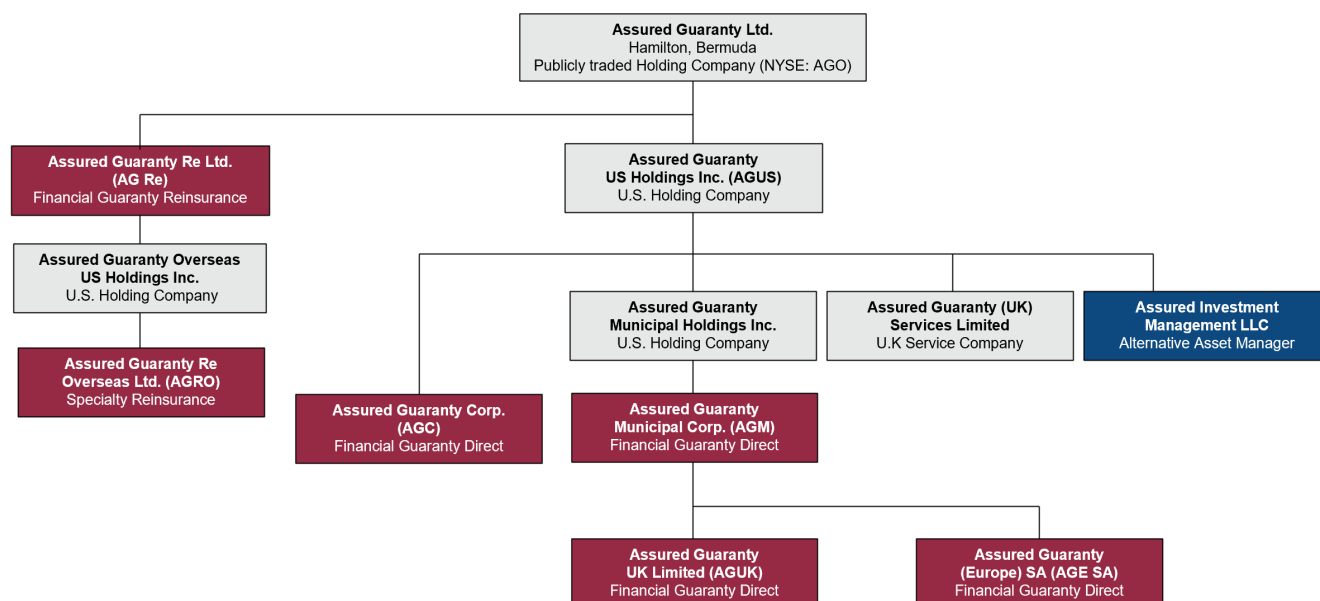 Assured Guaranty Ltd.
Hamilton, Bermuda
Publicly traded Holding Company (NYSE: AGO)
Assured Guaranty Re Ltd.
(AG Re)
Financial Guaranty Reinsurance
Assured Guaranty
US Holdings Inc. (AGUS)
U.S. Holding Company
Assured Guaranty Overseas
US Holdings Inc.
U.S. Holding Company
Assured Guaranty
Municipal Holdings Inc.
U.S. Holding Company
Assured Guaranty (UK)
Services Limited
U.K Service Company
Assured Investment
Management LLC
Alternative Asset Manager
Assured Guaranty Re
Overseas Ltd. (AGRO)
Specialty Reinsurance
Assured Guaranty Corp.
(AGC)
Financial Guaranty Direct
Assured Guaranty
Municipal Corp. (AGM)
Financial Guaranty Direct
Assured Guaranty
UK Limited (AGUK)
Financial Guaranty Direct
Assured Guaranty
(Europe) SA (AGE SA)
Financial Guaranty Direct